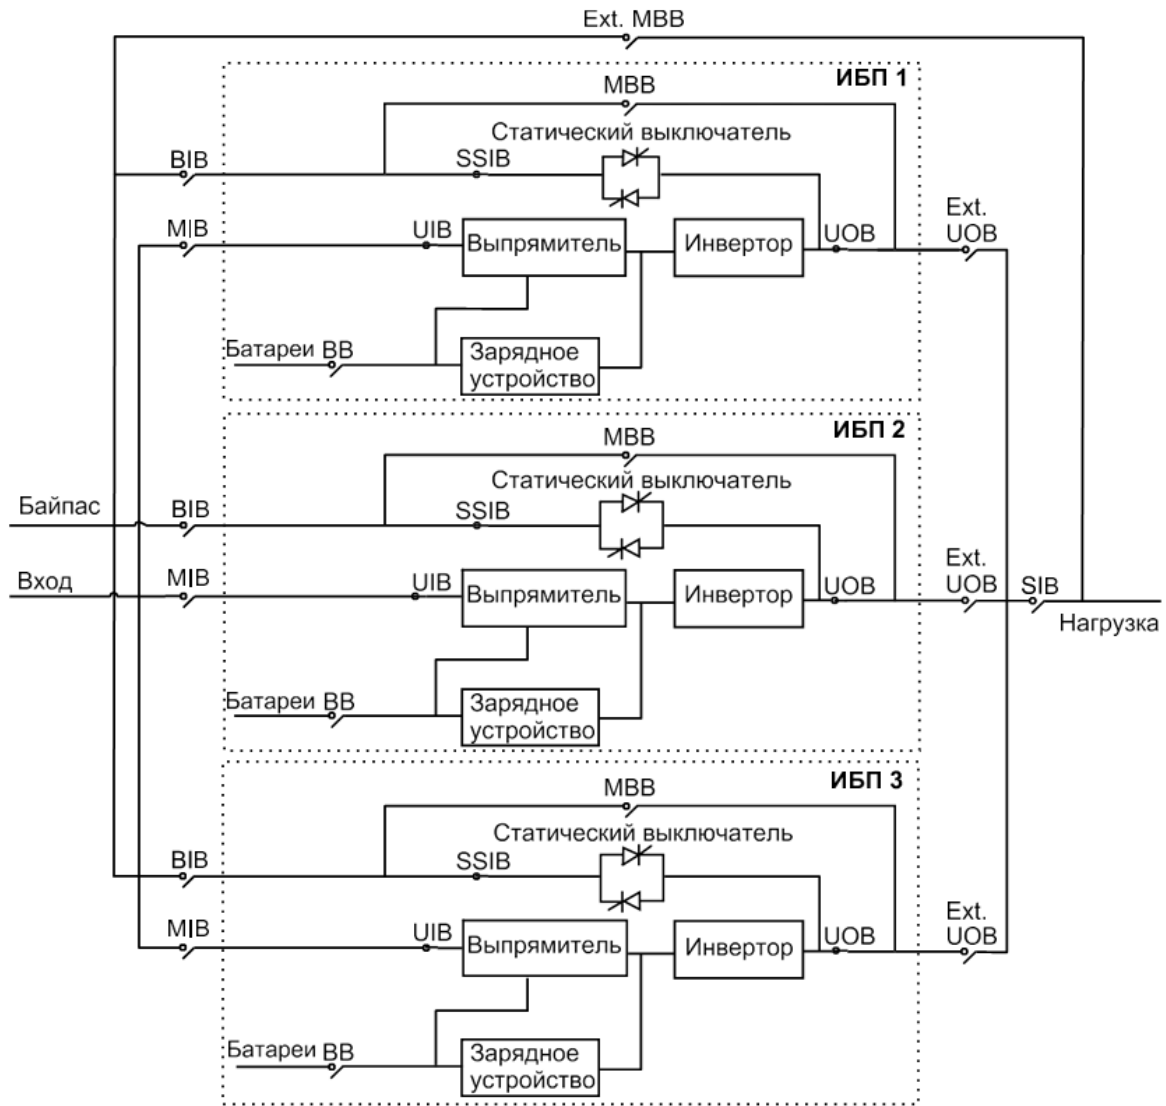 Ext. MBB
ИБП 1
MBB
Статический выключатель
BIB
SSIB
MIB
UIB
Выпрямитель
Инвертор
UOB
Ext.
UOB
Батареи BB
Зарядное
устройство
ИБП 2
MBB
Статический выключатель
Байпас
BIB
SSIB
Вход
MIB
UIB
Выпрямитель
Инвертор
UOB
Ext.
UOB
SIB
Нагрузка
Батареи BB
Зарядное
устройство
ИБП 3
MBB
Статический выключатель
BIB
SSIB
MIB
UIB
Выпрямитель
Инвертор
UOB
Ext.
UOB
Батареи BB
Зарядное
устройство